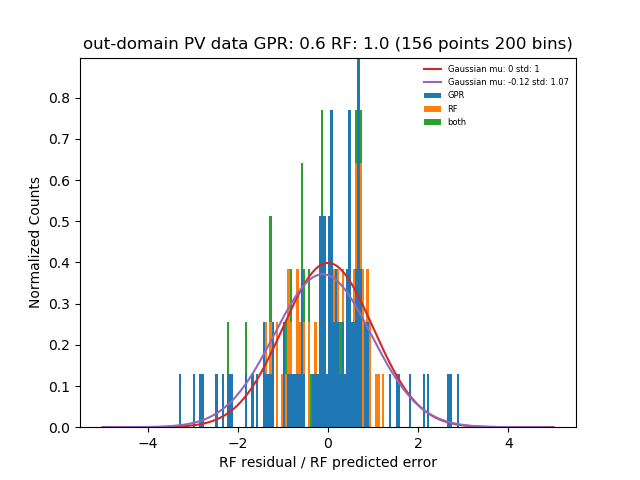 out-domain PV data GPR: 0.6 RF: 1.0 (156 points 200 bins)
Gaussian mu: 0 std: 1
Gaussian mu: -0.12 std: 1.07
GPR
RF
both
Normalized Counts
0.8
0.7
0.6
0.5
0.4
0.3
0.2
0.1
0.0
−4
−2
0
2
4
RF residual / RF predicted error